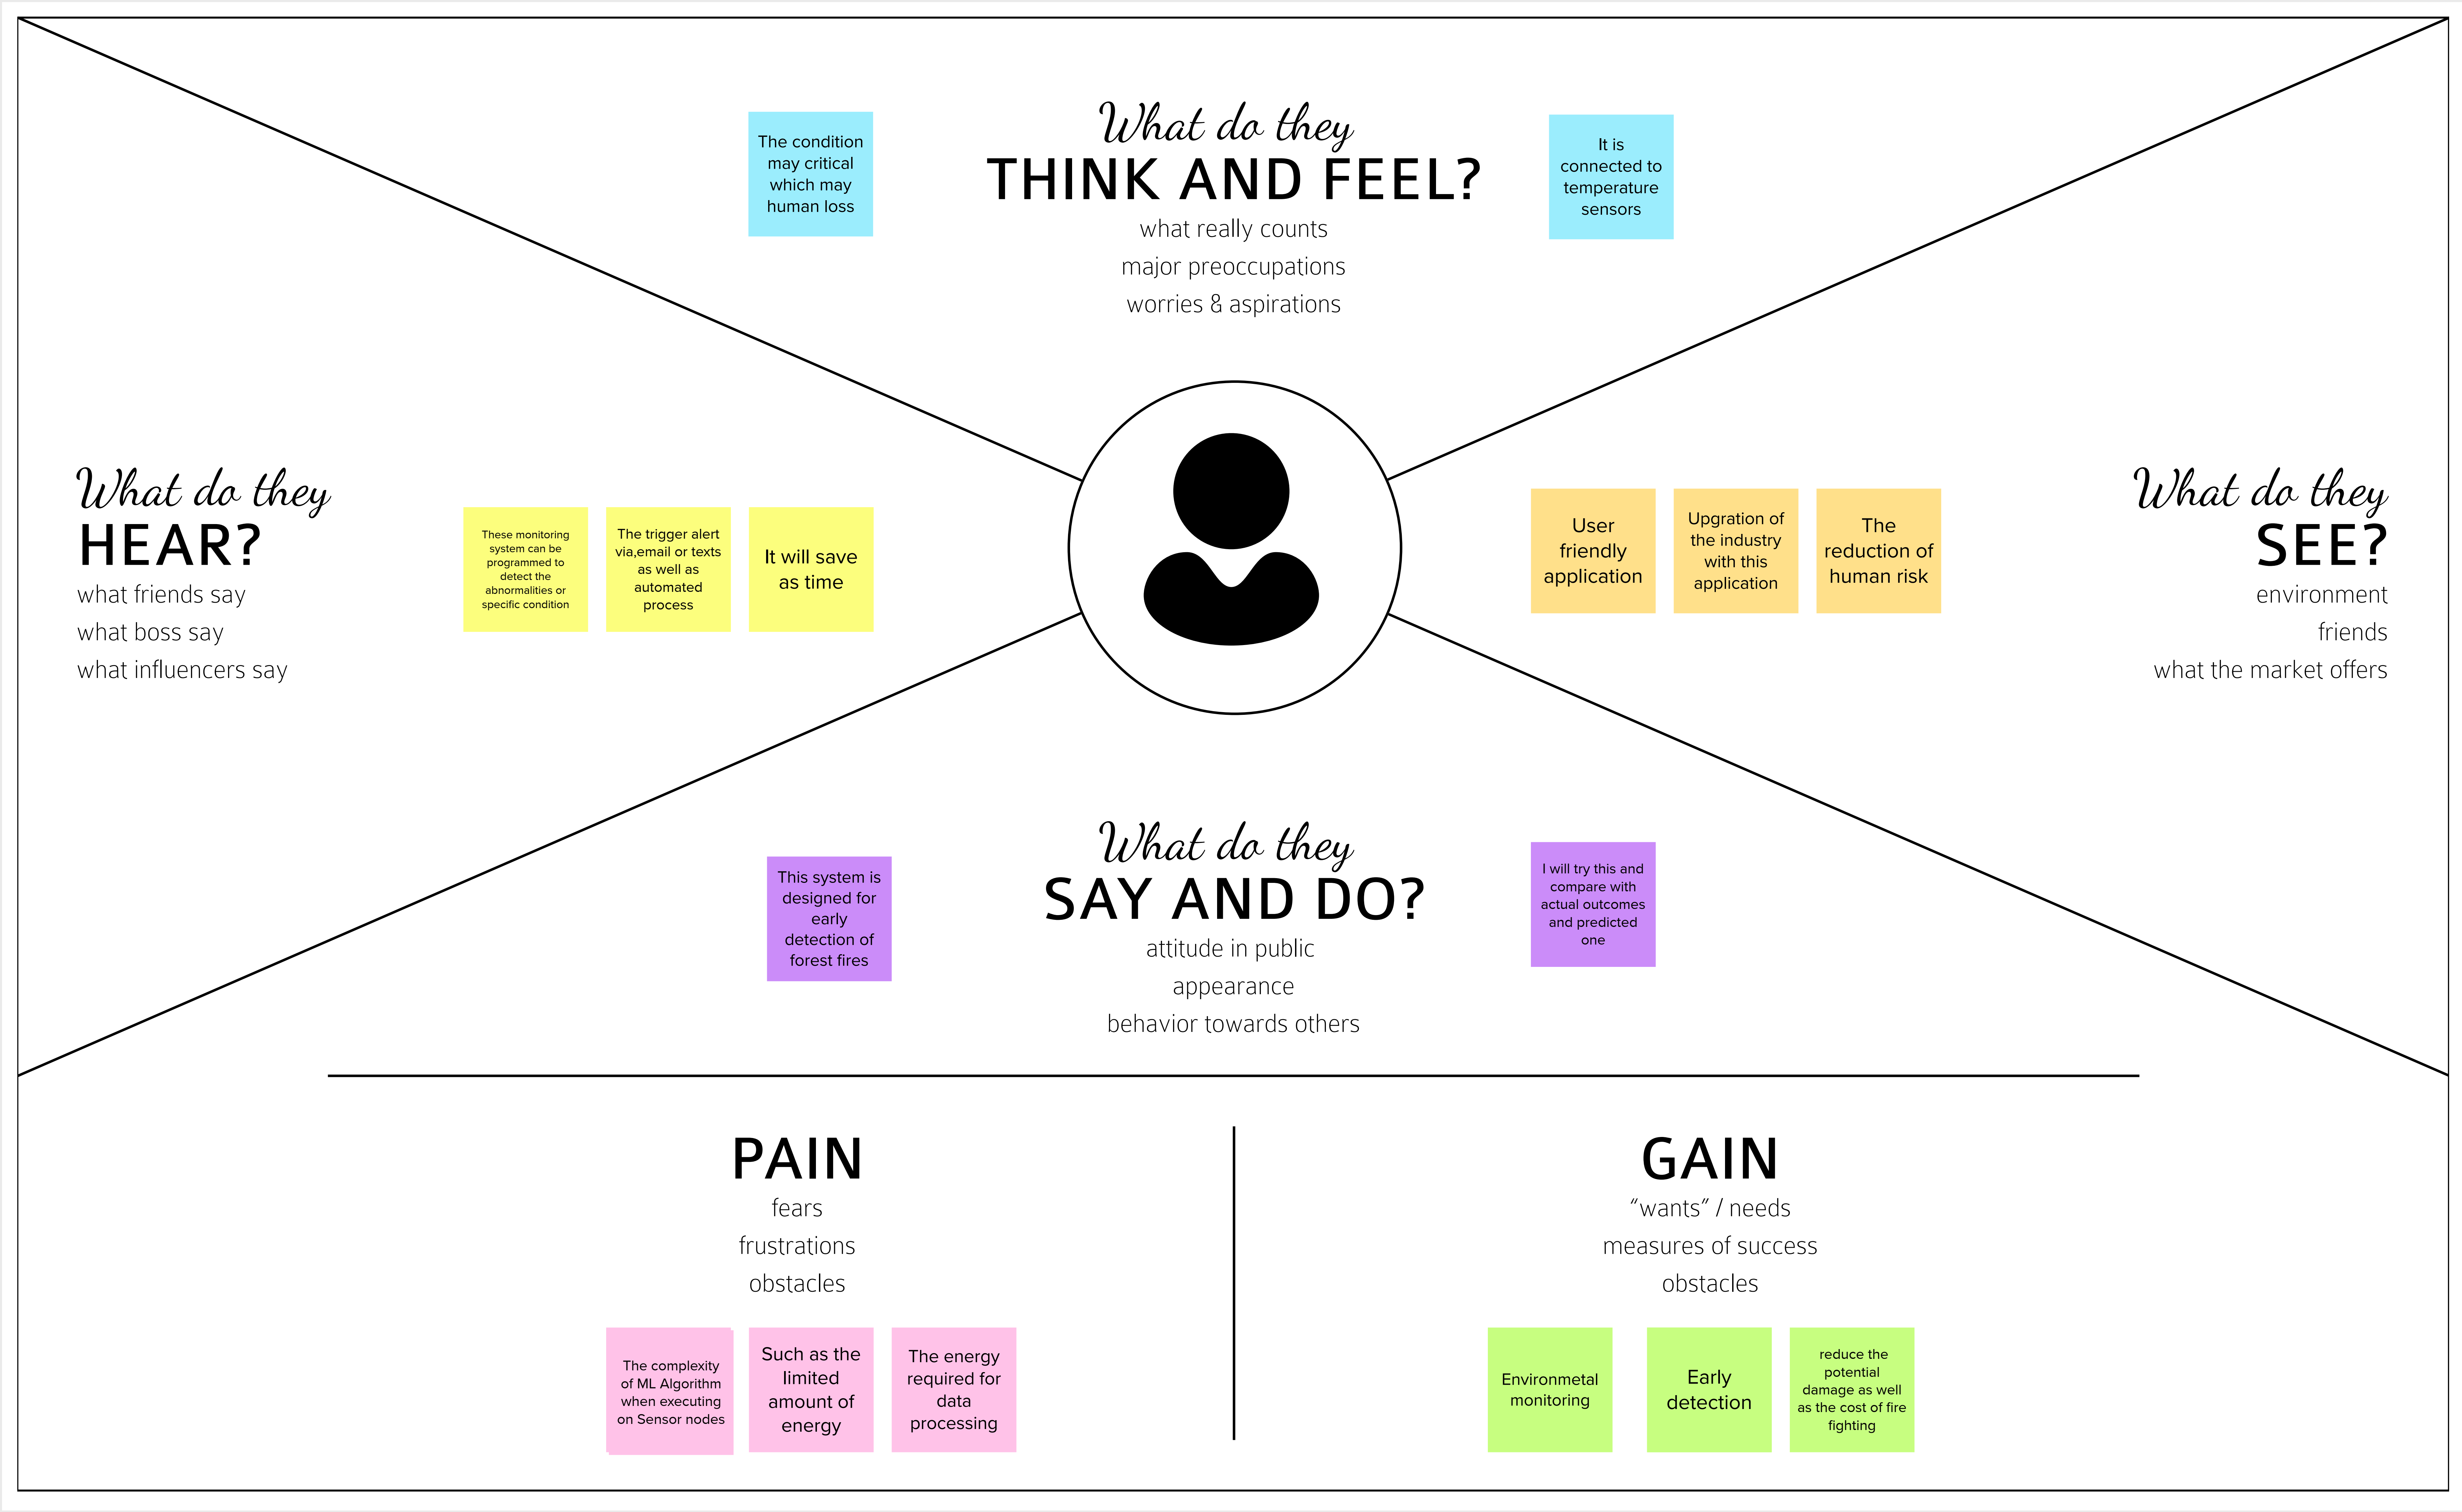 What do they
THINK AND FEEL?
what really counts
major preoccupations
worries & aspirations
The condition
may critical
which may
human loss
It is
connected to
temperature
sensors
What do they
HEAR?
what friends say
what boss say
what influencers say
These monitoring
system can be
programmed to
detect the
abnormalities or
specific condition
The trigger alert
via,email or texts
as well as
automated
process
It will save
as time
User
friendly
application
Upgration of
the industry
with this
application
The
reduction of
human risk
What do they
SEE?
environment
friends
what the market offers
What do they
SAY AND DO?
attitude in public
appearance
behavior towards others
This system is
designed for
early
detection of
forest fires
I will try this and
compare with
actual outcomes
and predicted
one
PAIN
fears
frustrations
obstacles
The complexity
of ML Algorithm
when executing
on Sensor nodes
Such as the
limited
amount of
energy
The energy
required for
data
processing
GAIN
“wants” / needs
measures of success
obstacles
Environmetal
monitoring
Early
detection
reduce the
potential
damage as well
as the cost of fire
fighting